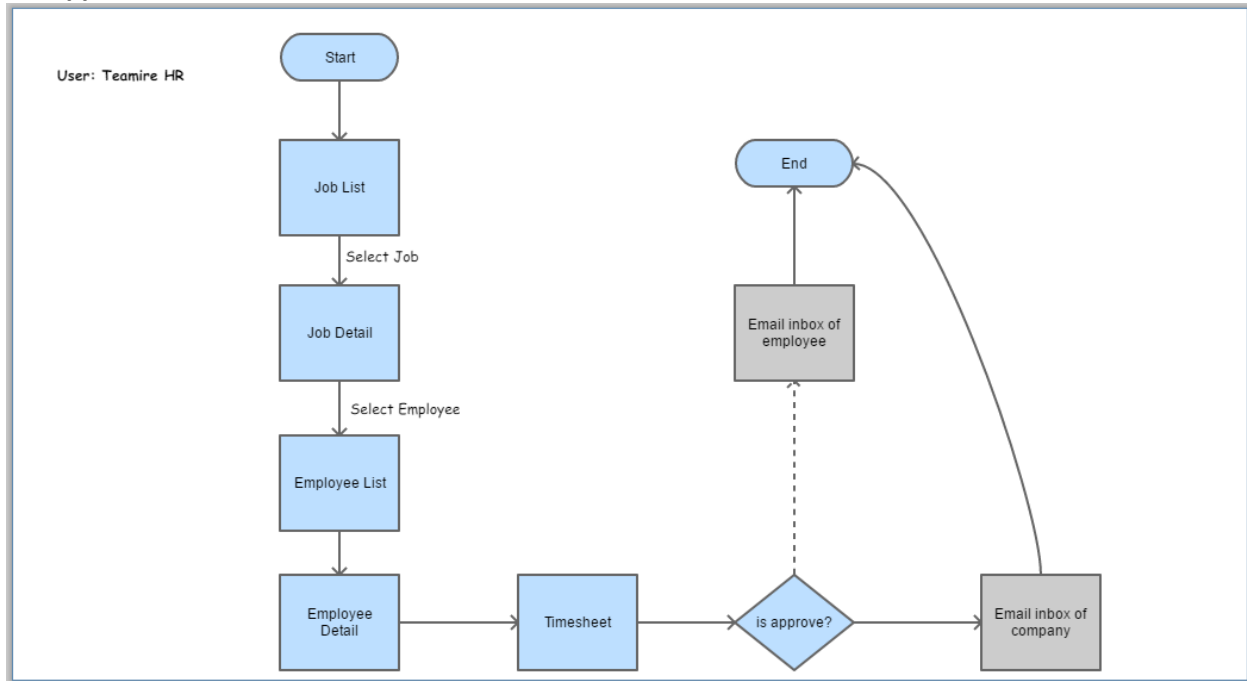 Start
User: Teamire HR
Job List
Select Job
Job Detail
Select Employee
Employee List
Employee
Detail
Timesheet
is approve?
Email inbox of
company
Email inbox of
employee
End